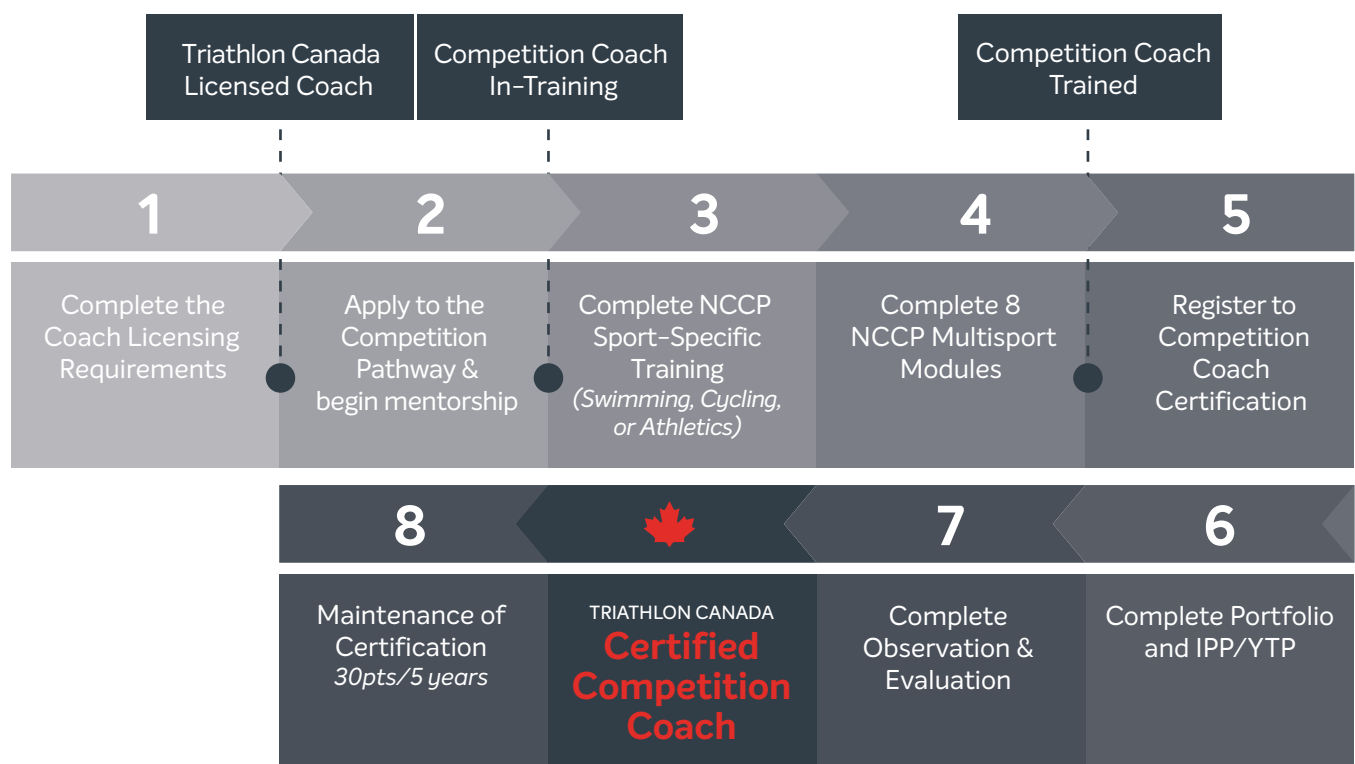 Triathlon Canada
Licensed Coach
Competition Coach
In-Training
Competition Coach
Trained
1
2
3
4
5
Complete the
Coach Licensing
Requirements
Apply to the
Competition
Pathway &
begin mentorship
Complete NCCP
Sport-Specific
Training
(Swimming, Cycling,
or Athletics)
Complete 8
NCCP Multisport
Modules
Register to
Competition
Coach
Certification
8
7
6
Maintenance of
Certification
30pts/5 years
TRIATHLON CANADA
Certified
Competition
Coach
Complete
Observation &
Evaluation
Complete Portfolio
and IPP/YTP